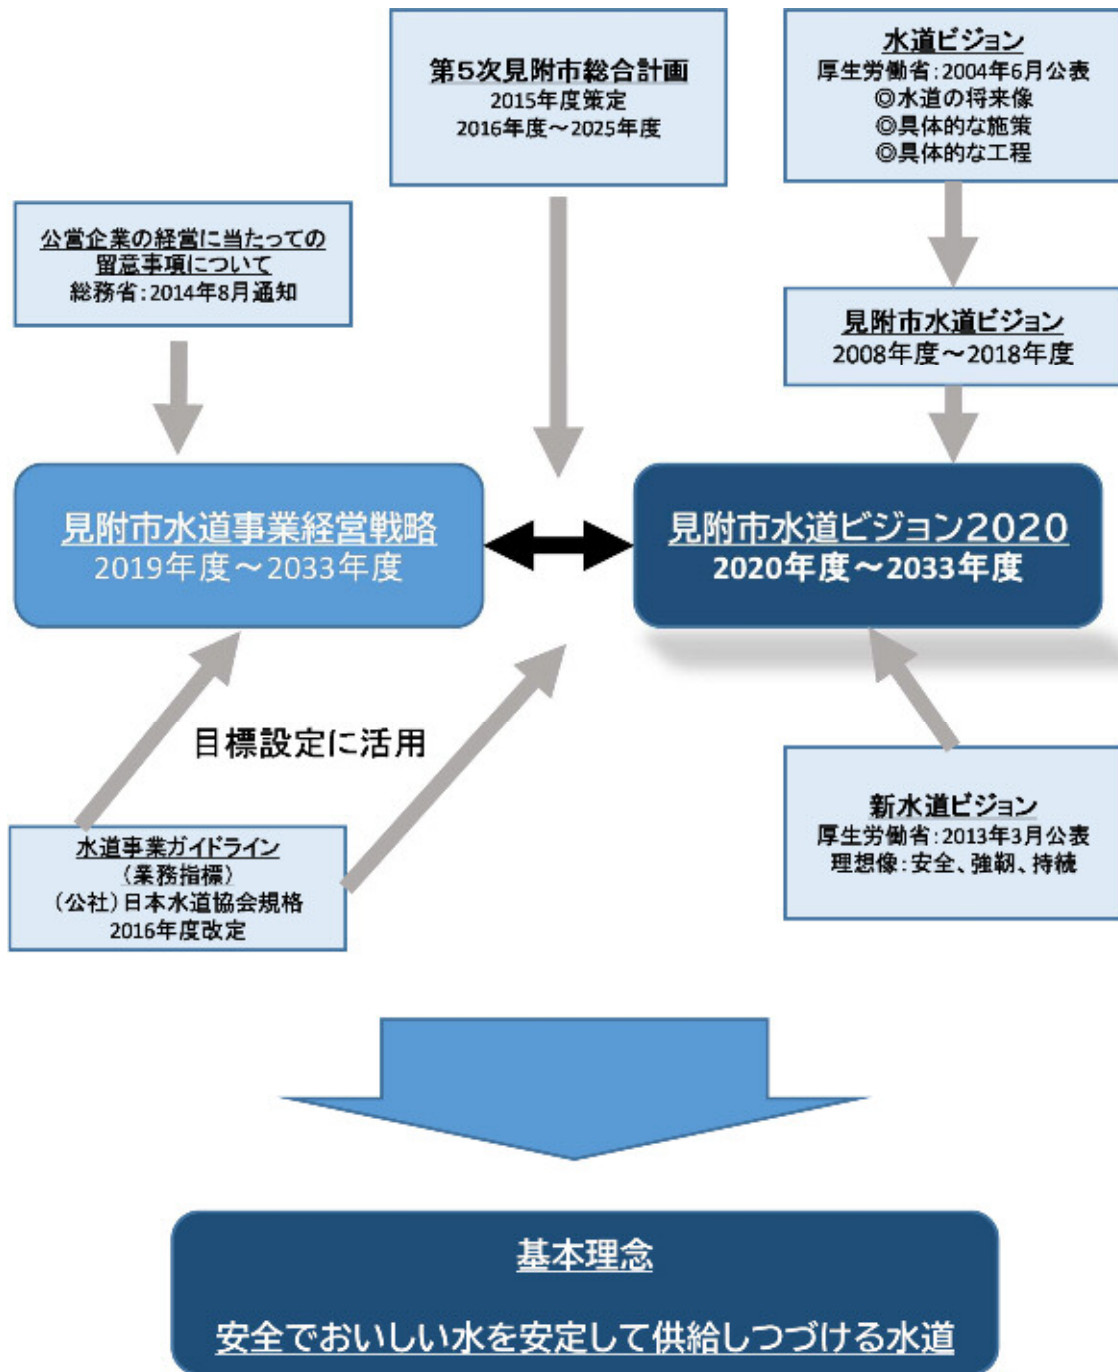 第5次見附市総合計画
2015年度策定
2016年度～2025年度
水道ビジョン
厚生労働省:2004年6月公表
◎水道の将来像
◎具体的な施策
◎具体的な工程
公営企業の経営に当たっての
留意事項について
総務省:2014年8月通知
見附市水道ビジョン
2008年度～2018年度
見附市水道事業経営戦略
2019年度～2033年度
見附市水道ビジョン2020
2020年度～2033年度
目標設定に活用
水道事業ガイドライン
(業務指標)
(公社)日本水道協会規格
2016年度改定
新水道ビジョン
厚生労働省:2013年3月公表
理想像:安全、強靭、持続
基本理念
安全でおいしい水を安定して供給しつづける水道